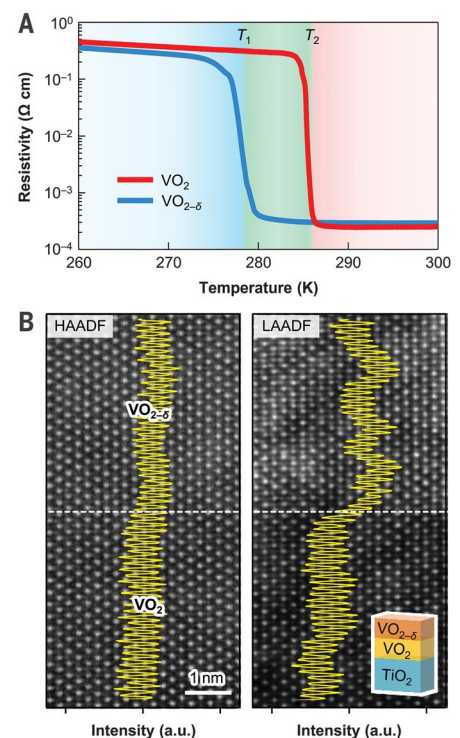 A
10⁰
10⁻¹
10⁻²
10⁻³
10⁻⁴
Resistivity (Ω cm)
T₁
T₂
VO₂
VO₂₋δ
260
270
280
290
300
Temperature (K)
B
HAADF
LAADF
VO₂₋δ
VO₂
1 nm
VO₂₋δ
VO₂
TiO₂
Intensity (a.u.)
Intensity (a.u.)